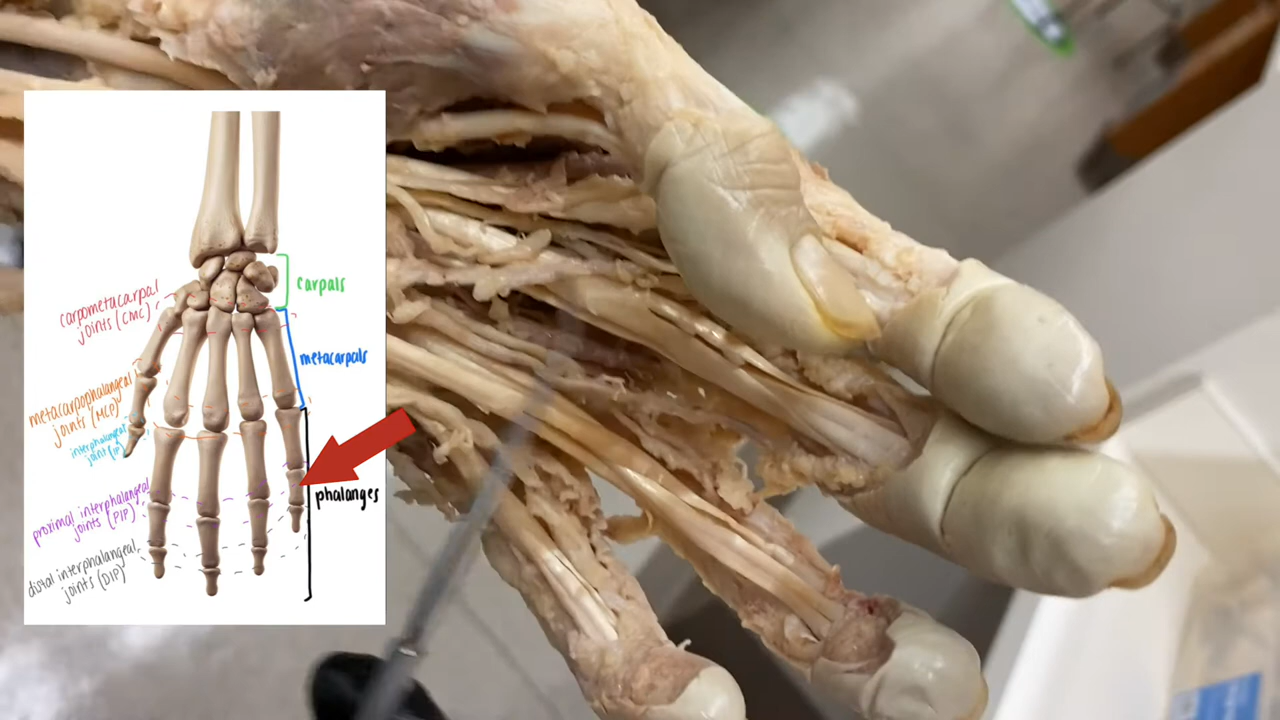 carpals
carpometacarpal
joints (CMC)
metacarpals
metacarpophalangeal
joints (MCP)
interphalangeal
joint (IP)
phalanges
proximal interphalangeal
joints (PIP)
distal interphalangeal
joints (DIP)